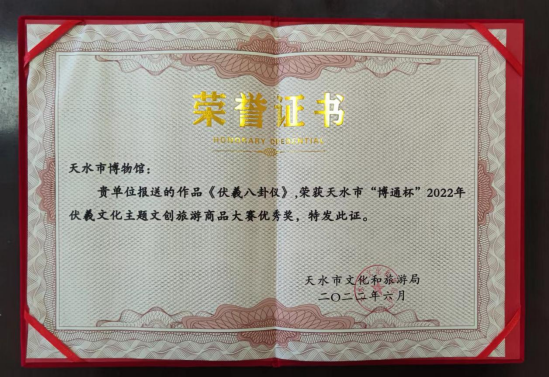 荣誉证书
HONORARY CREDENTIAL
天水市博物馆：
贵单位报送的作品《伏羲八卦仪》,荣获天水市“博通杯”2022年
伏羲文化主题文创旅游商品大赛优秀奖，特发此证。
天水市文化和旅游局
二〇二二年六月